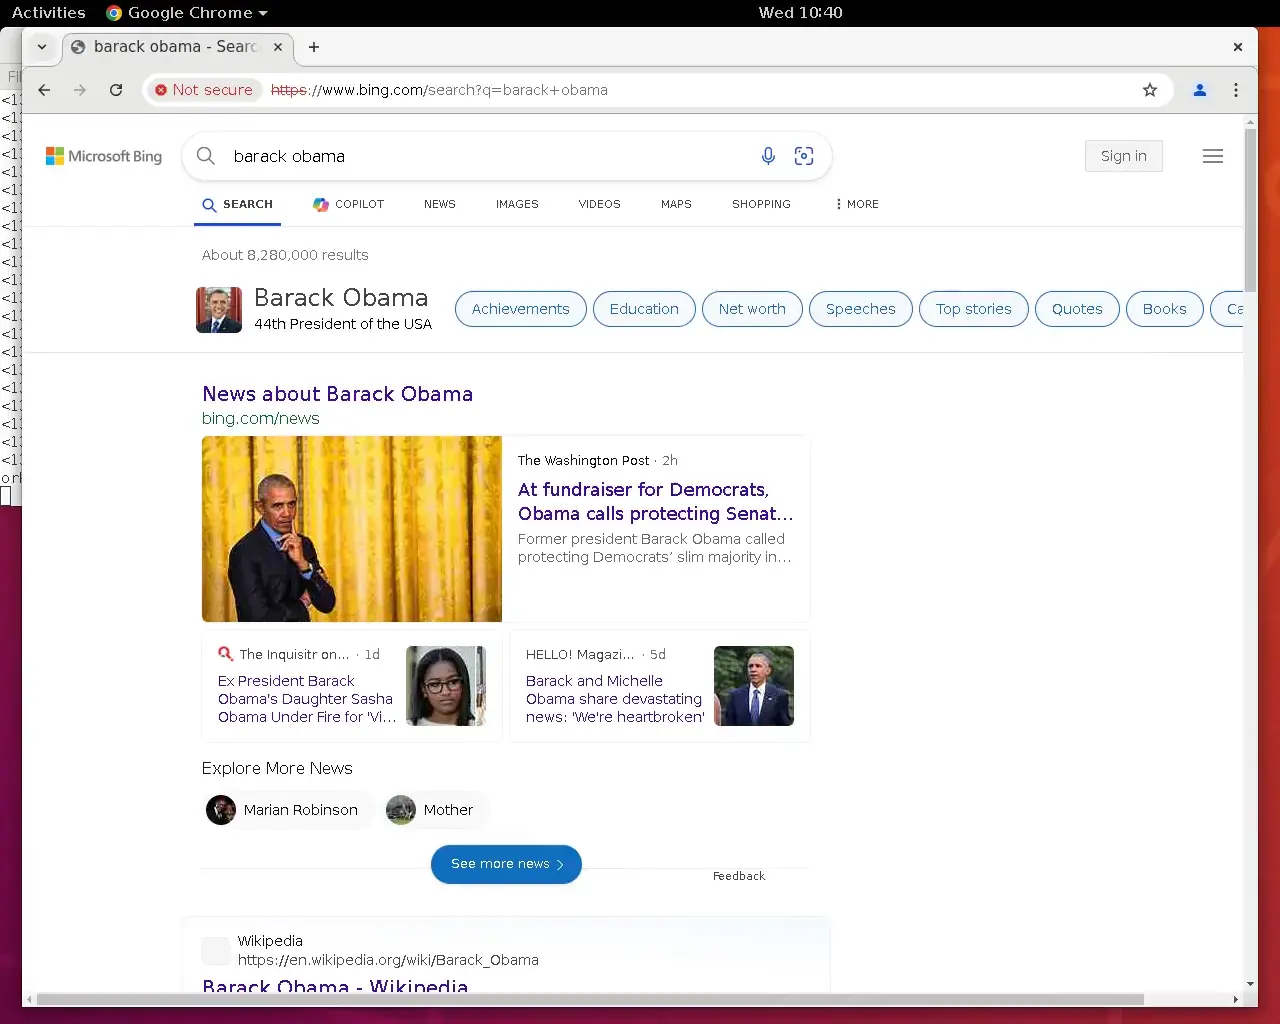 Activities Google Chrome Wed 10:40
barack obama - Searc
Not secure https://www.bing.com/search?q=barack+obama
Microsoft Bing barack obama Sign in
SEARCH COPILOT NEWS IMAGES VIDEOS MAPS SHOPPING MORE
About 8,280,000 results
Barack Obama
44th President of the USA
Achievements Education Net worth Speeches Top stories Quotes Books Ca
News about Barack Obama
bing.com/news
The Washington Post · 2h
At fundraiser for Democrats,
Obama calls protecting Senat...
Former president Barack Obama called
protecting Democrats’ slim majority in...
The Inquisitr on... · 1d
Ex President Barack
Obama's Daughter Sasha
Obama Under Fire for 'Vi...
HELLO! Magazi... · 5d
Barack and Michelle
Obama share devastating
news: 'We're heartbroken'
Explore More News
Marian Robinson Mother
See more news
Feedback
Wikipedia
https://en.wikipedia.org/wiki/Barack_Obama
Barack Obama - Wikipedia